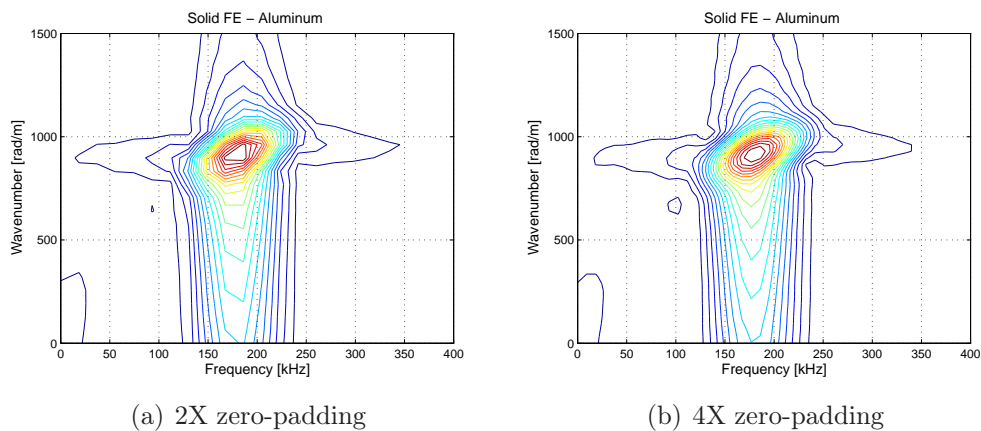 Solid FE − Aluminum
1500
1000
500
0
Wavenumber [rad/m]
0 50 100 150 200 250 300 350 400
Frequency [kHz]
(a) 2X zero-padding
Solid FE − Aluminum
1500
1000
500
0
Wavenumber [rad/m]
0 50 100 150 200 250 300 350 400
Frequency [kHz]
(b) 4X zero-padding